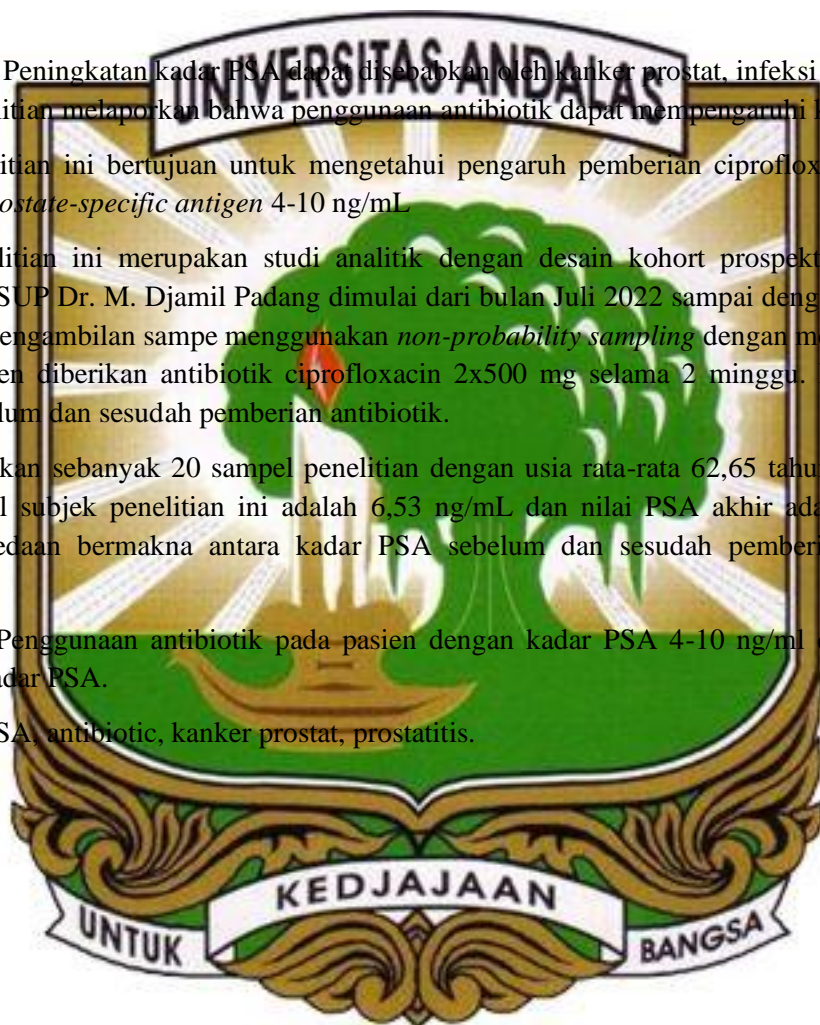 UNIVERSITAS ANDALAS
Peningkatan kadar PSA dapat disebabkan oleh kanker prostat, infeksi
litian melaporkan bahwa penggunaan antibiotik dapat mempengaruhi k
itian ini bertujuan untuk mengetahui pengaruh pemberian ciproflox
ostate-specific antigen 4-10 ng/mL
litian ini merupakan studi analitik dengan desain kohort prospekt
SUP Dr. M. Djamil Padang dimulai dari bulan Juli 2022 sampai deng
engambilan sampe menggunakan non-probability sampling dengan me
en diberikan antibiotik ciprofloxacin 2x500 mg selama 2 minggu.
lum dan sesudah pemberian antibiotik.
kan sebanyak 20 sampel penelitian dengan usia rata-rata 62,65 tahu
l subjek penelitian ini adalah 6,53 ng/mL dan nilai PSA akhir ada
edaan bermakna antara kadar PSA sebelum dan sesudah pemberi
Penggunaan antibiotik pada pasien dengan kadar PSA 4-10 ng/ml
adar PSA.
SA, antibiotic, kanker prostat, prostatitis.
UNTUK KEDJAJAAN BANGSA